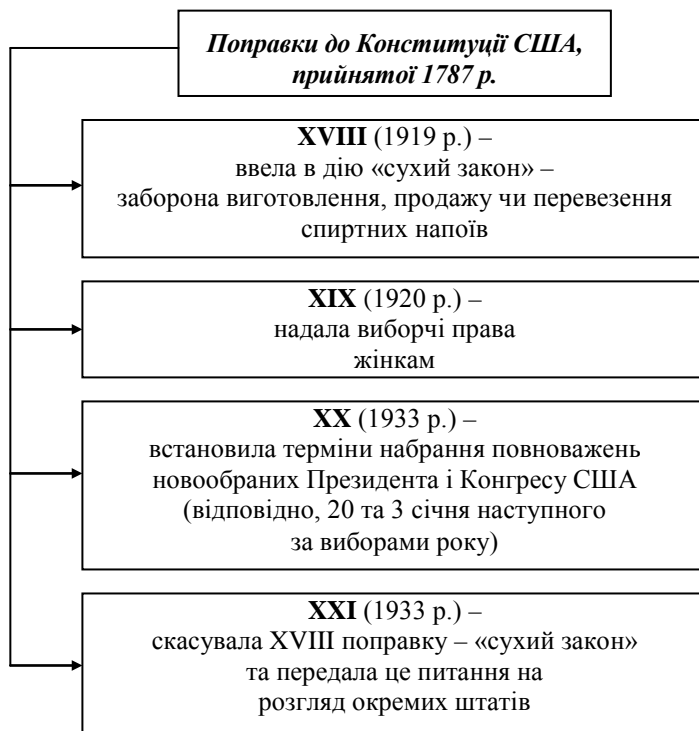 Поправки до Конституції США,
прийнятої 1787 р.
XVIII (1919 р.) –
ввела в дію «сухий закон» –
заборона виготовлення, продажу чи перевезення
спиртних напоїв
XIX (1920 р.) –
надала виборчі права
жінкам
XX (1933 р.) –
встановила терміни набрання повноважень
новообраних Президента і Конгресу США
(відповідно, 20 та 3 січня наступного
за виборами року)
XXI (1933 р.) –
скасувала XVIII поправку – «сухий закон»
та передала це питання на
розгляд окремих штатів